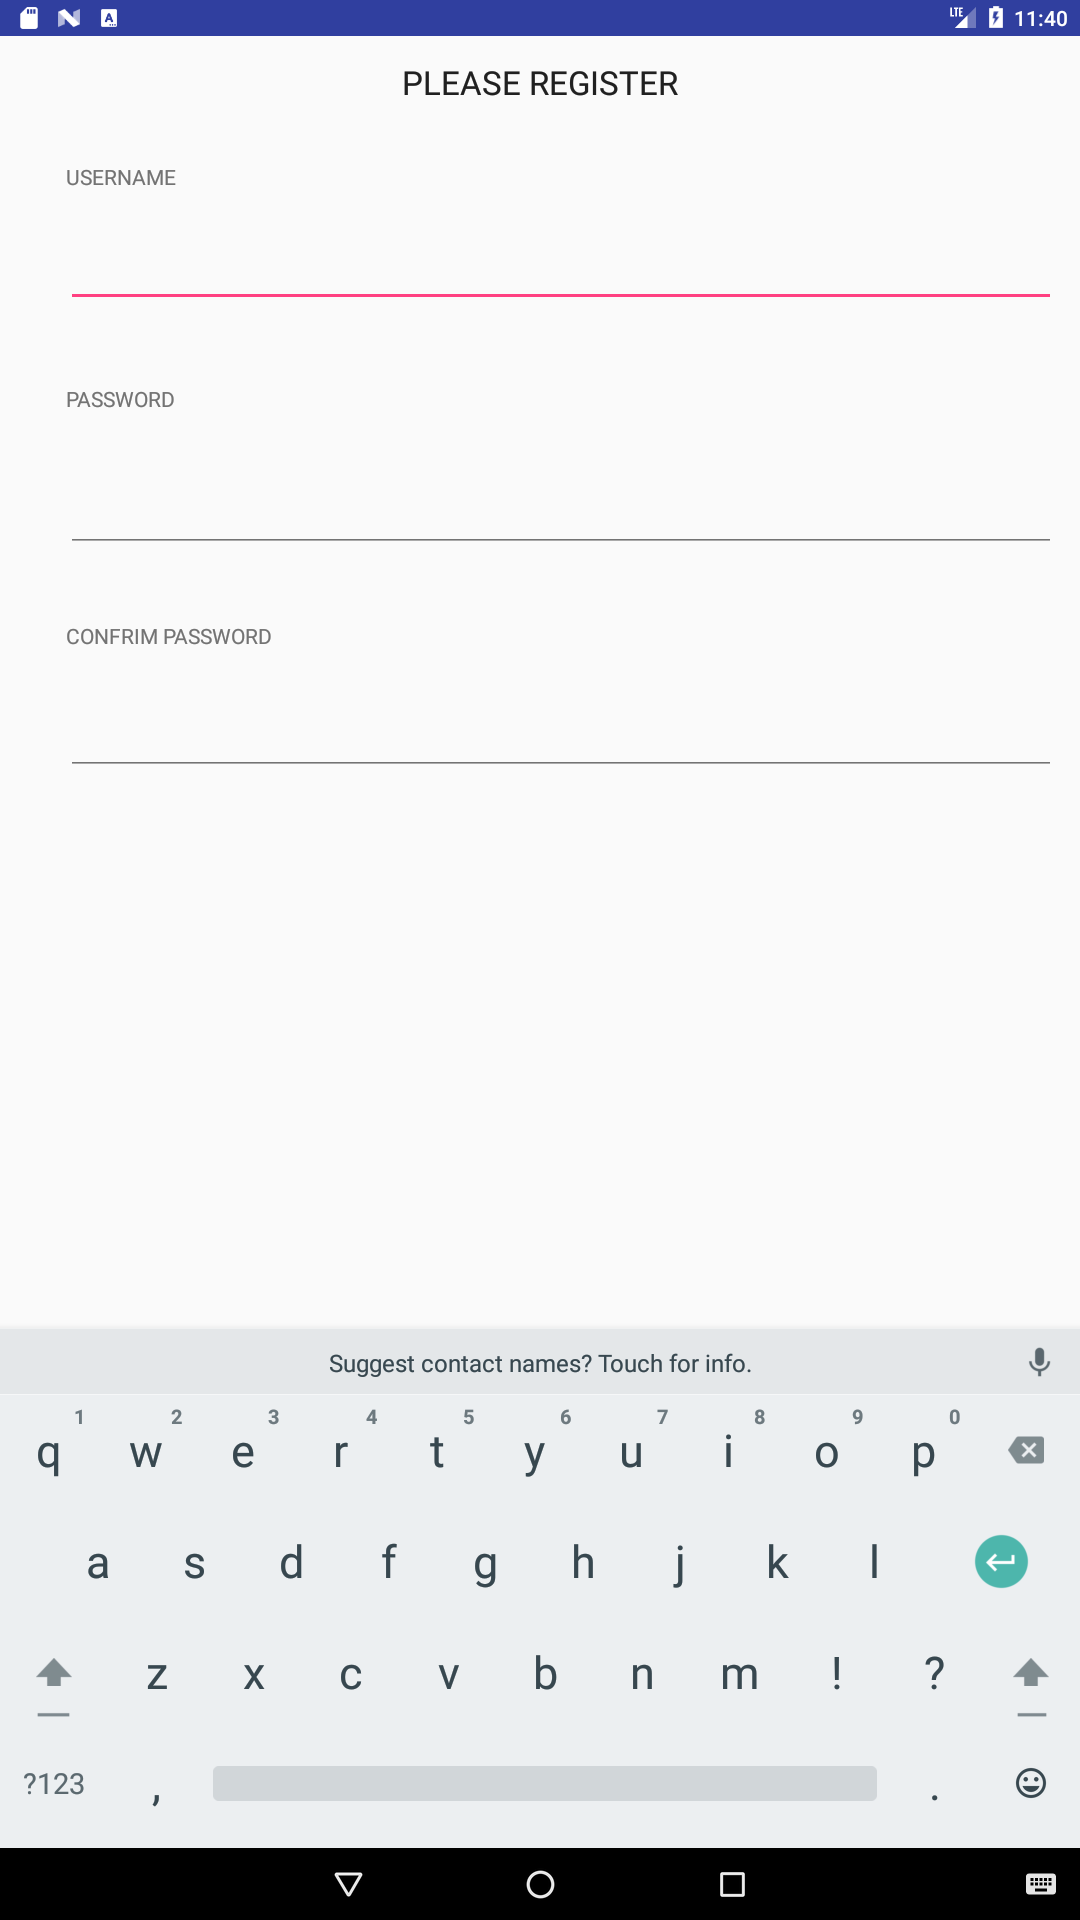 LTE 11:40
PLEASE REGISTER
USERNAME
PASSWORD
CONFRIM PASSWORD
Suggest contact names? Touch for info.
1 2 3 4 5 6 7 8 9 0
q w e r t y u i o p
a s d f g h j k l
z x c v b n m ! ?
?123 , .